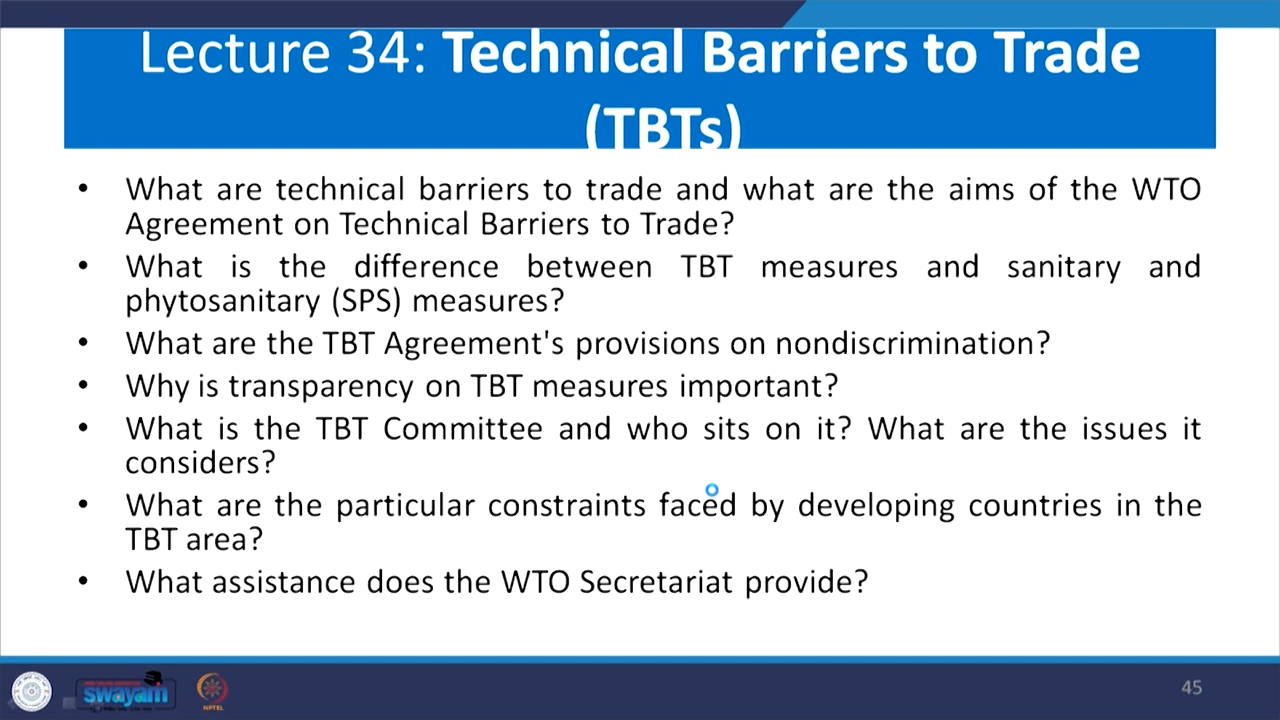 Lecture 34: Technical Barriers to Trade
(TBTs)
• What are technical barriers to trade and what are the aims of the WTO
Agreement on Technical Barriers to Trade?
• What is the difference between TBT measures and sanitary and
phytosanitary (SPS) measures?
• What are the TBT Agreement's provisions on nondiscrimination?
• Why is transparency on TBT measures important?
• What is the TBT Committee and who sits on it? What are the issues it
considers?
• What are the particular constraints faced by developing countries in the
TBT area?
• What assistance does the WTO Secretariat provide?
swayam
NPTEL
45